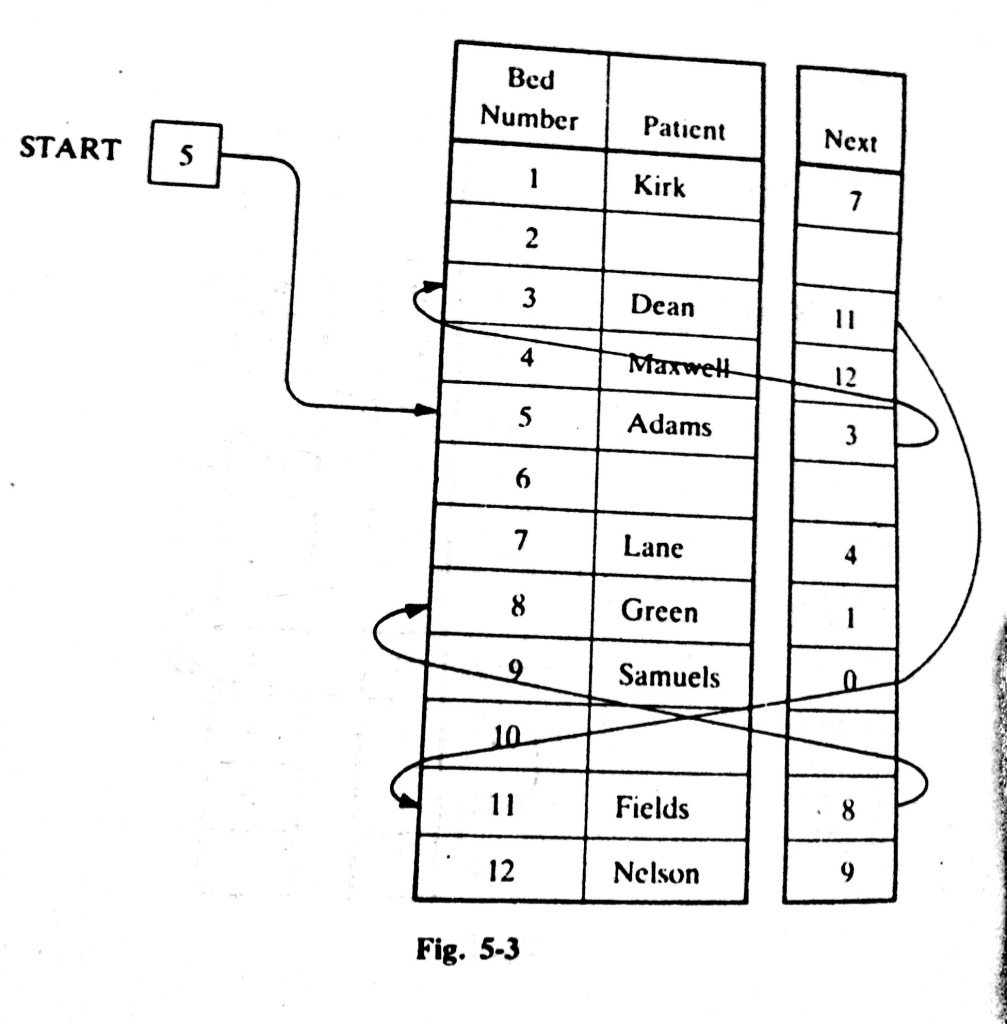 START 5
Bed Number Patient Next
1 Kirk 7
2
3 Dean 11
4 Maxwell 12
5 Adams 3
6
7 Lane 4
8 Green 1
9 Samuels 0
10
11 Fields 8
12 Nelson 9
Fig. 5-3